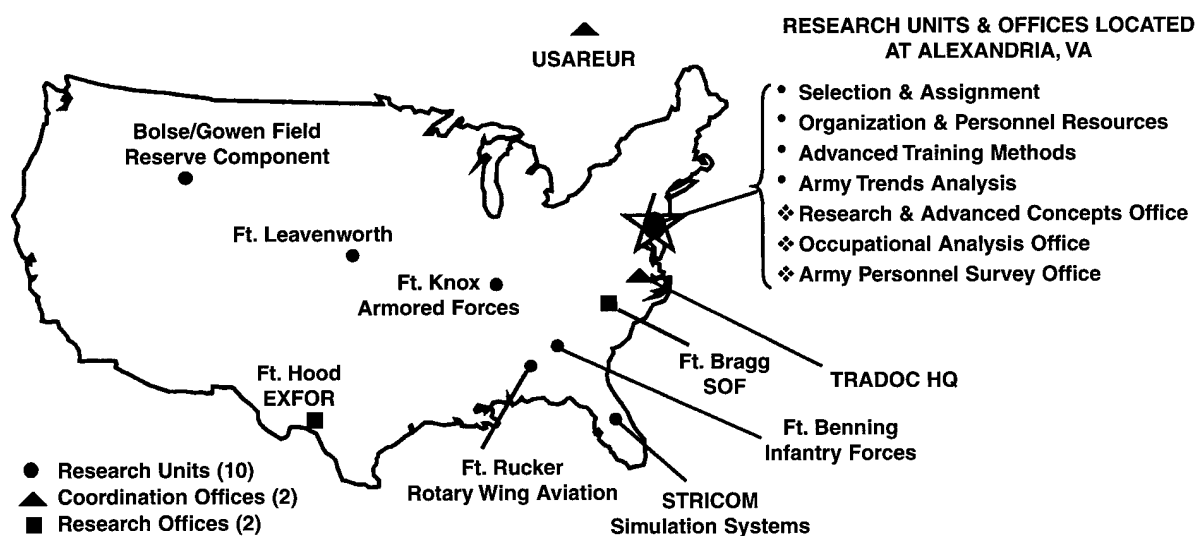 RESEARCH UNITS & OFFICES LOCATED
AT ALEXANDRIA, VA
USAREUR
• Selection & Assignment
• Organization & Personnel Resources
• Advanced Training Methods
• Army Trends Analysis
❖ Research & Advanced Concepts Office
❖ Occupational Analysis Office
❖ Army Personnel Survey Office
Bolse/Gowen Field
Reserve Component
Ft. Leavenworth
Ft. Knox
Armored Forces
Ft. Hood
EXFOR
Ft. Bragg
SOF
TRADOC HQ
Ft. Benning
Infantry Forces
Ft. Rucker
Rotary Wing Aviation
STRICOM
Simulation Systems
Research Units (10)
Coordination Offices (2)
Research Offices (2)